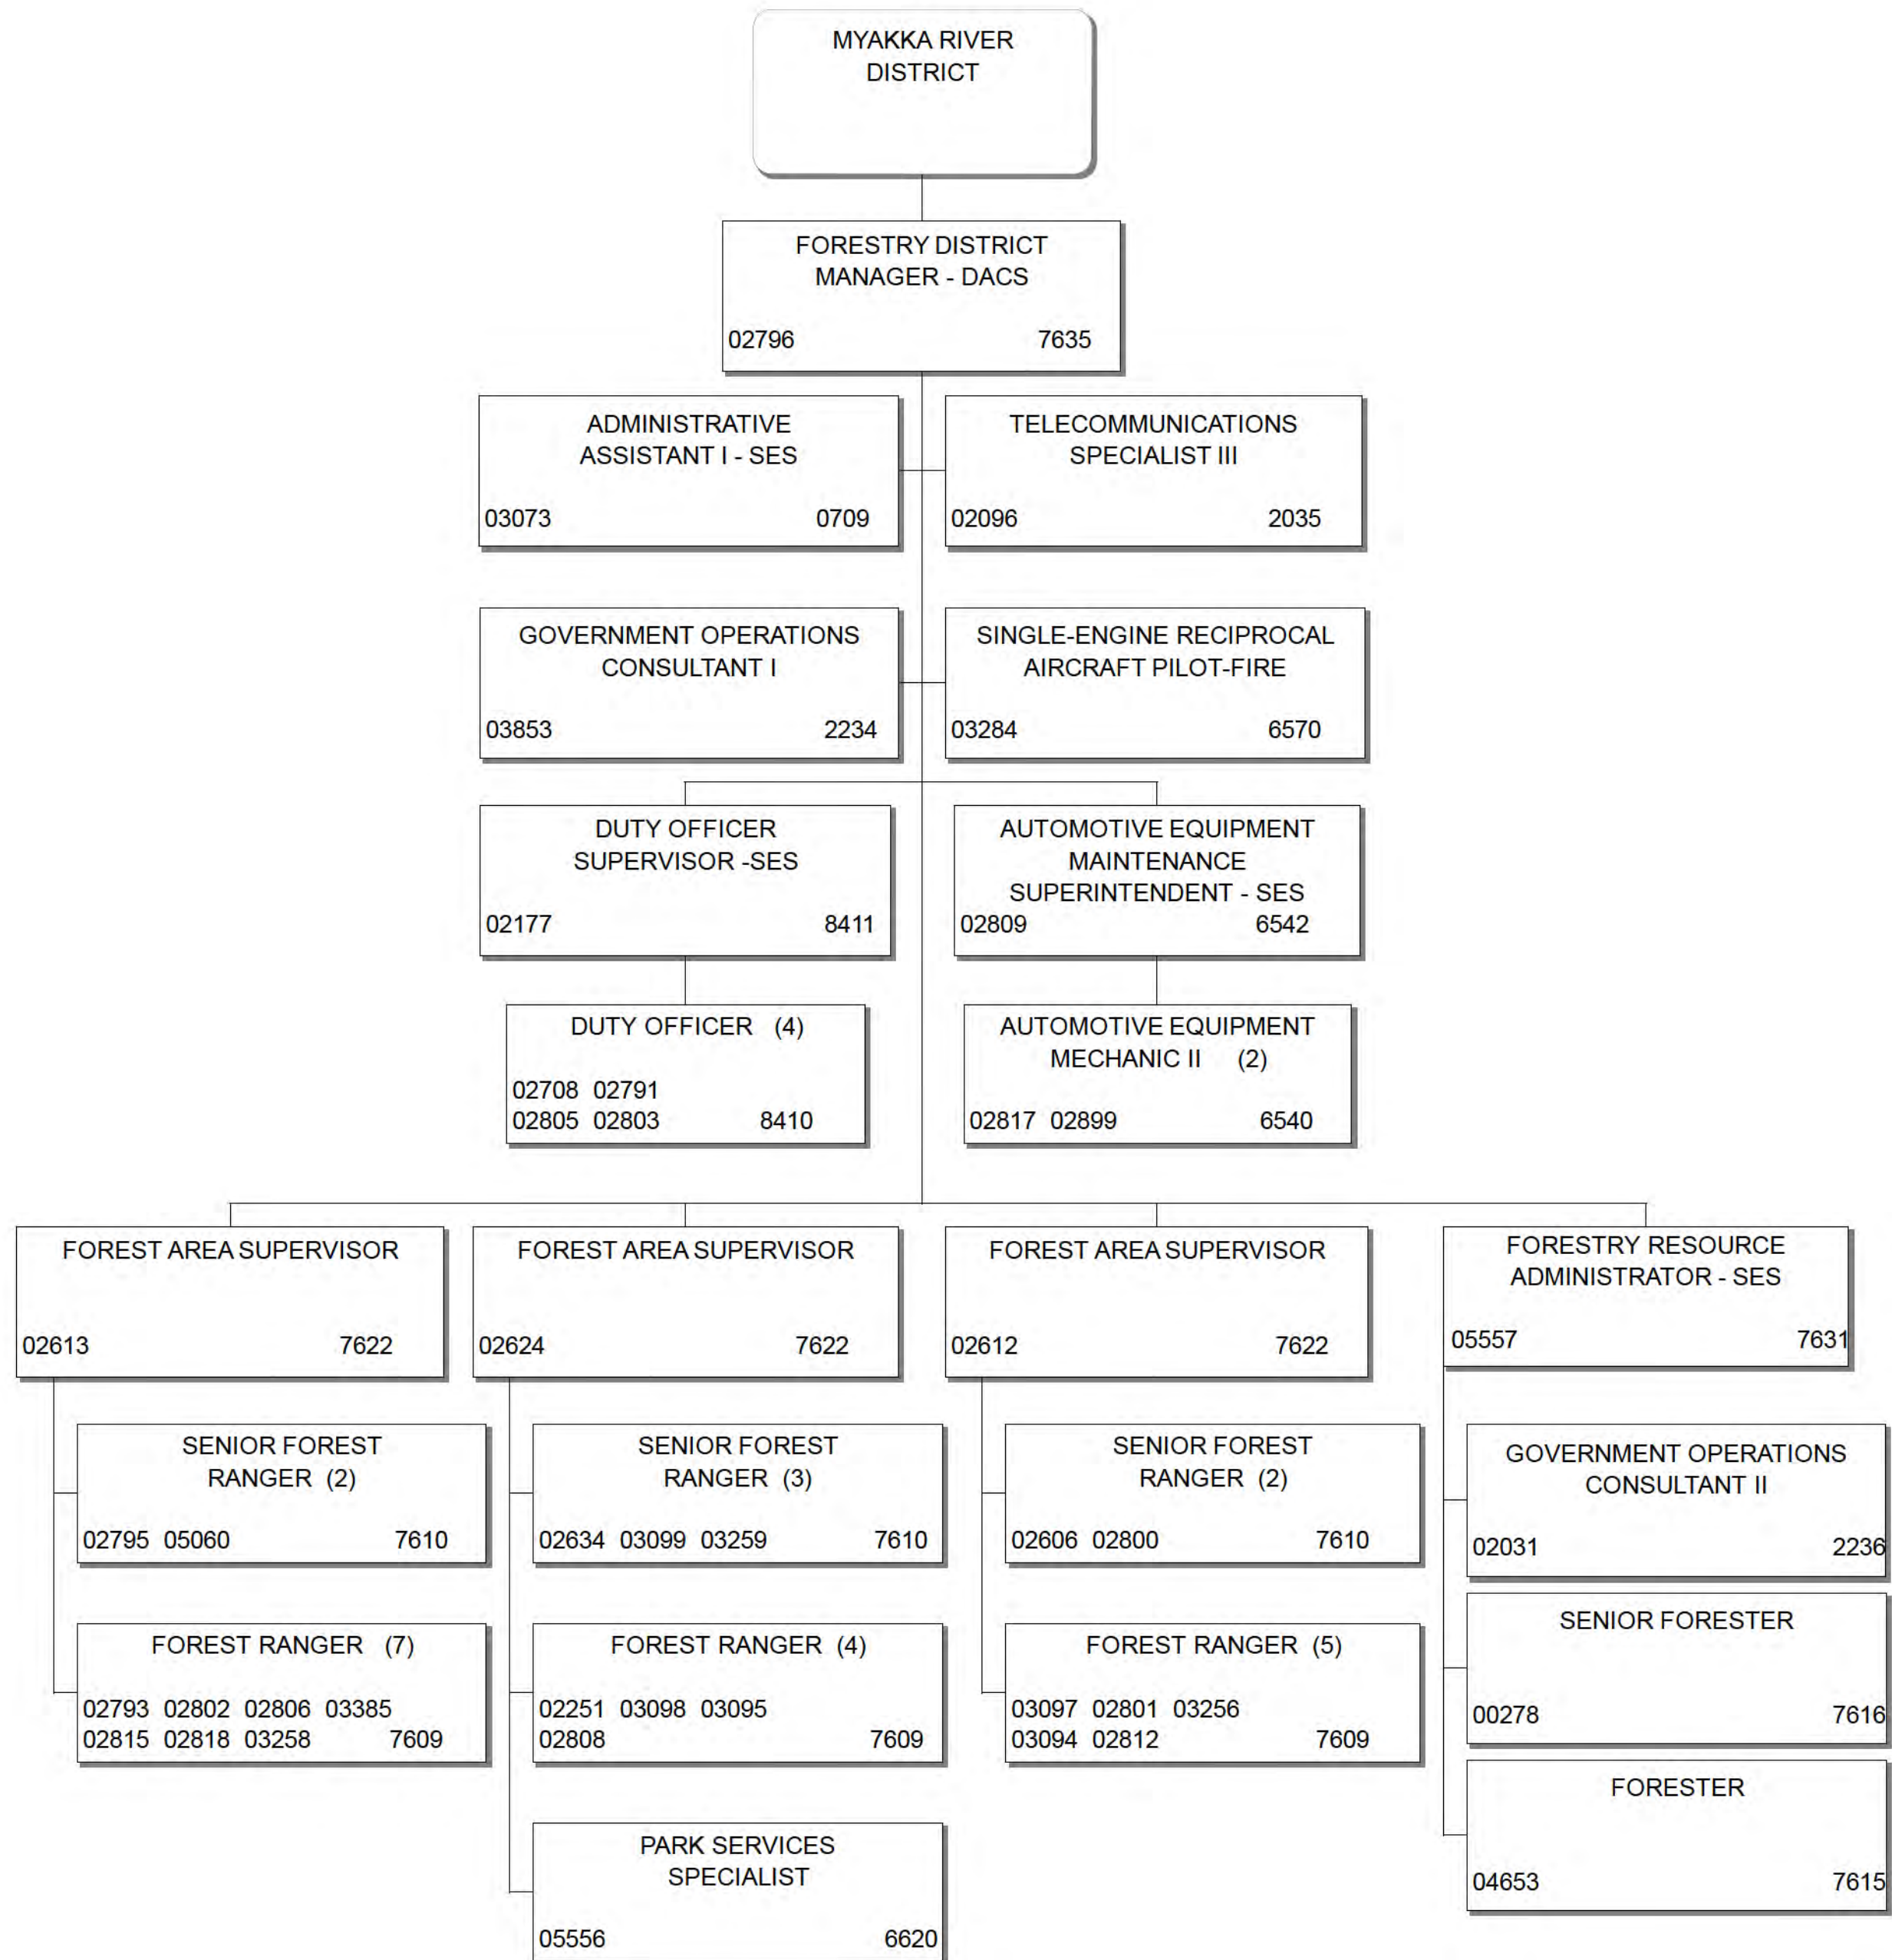 MYAKKA RIVER
DISTRICT
FORESTRY DISTRICT
MANAGER - DACS
02796 7635
ADMINISTRATIVE
ASSISTANT I - SES
03073 0709
TELECOMMUNICATIONS
SPECIALIST III
02096 2035
GOVERNMENT OPERATIONS
CONSULTANT I
03853 2234
SINGLE-ENGINE RECIPROCAL
AIRCRAFT PILOT-FIRE
03284 6570
DUTY OFFICER
SUPERVISOR -SES
02177 8411
AUTOMOTIVE EQUIPMENT
MAINTENANCE
SUPERINTENDENT - SES
02809 6542
DUTY OFFICER (4)
02708 02791
02805 02803 8410
AUTOMOTIVE EQUIPMENT
MECHANIC II (2)
02817 02899 6540
FOREST AREA SUPERVISOR
02613 7622
SENIOR FOREST
RANGER (2)
02795 05060 7610
FOREST RANGER (7)
02793 02802 02806 03385
02815 02818 03258 7609
FOREST AREA SUPERVISOR
02624 7622
SENIOR FOREST
RANGER (3)
02634 03099 03259 7610
FOREST RANGER (4)
02251 03098 03095
02808 7609
PARK SERVICES
SPECIALIST
05556 6620
FOREST AREA SUPERVISOR
02612 7622
SENIOR FOREST
RANGER (2)
02606 02800 7610
FOREST RANGER (5)
03097 02801 03256
03094 02812 7609
FORESTRY RESOURCE
ADMINISTRATOR - SES
05557 7631
GOVERNMENT OPERATIONS
CONSULTANT II
02031 2236
SENIOR FORESTER
00278 7616
FORESTER
04653 7615